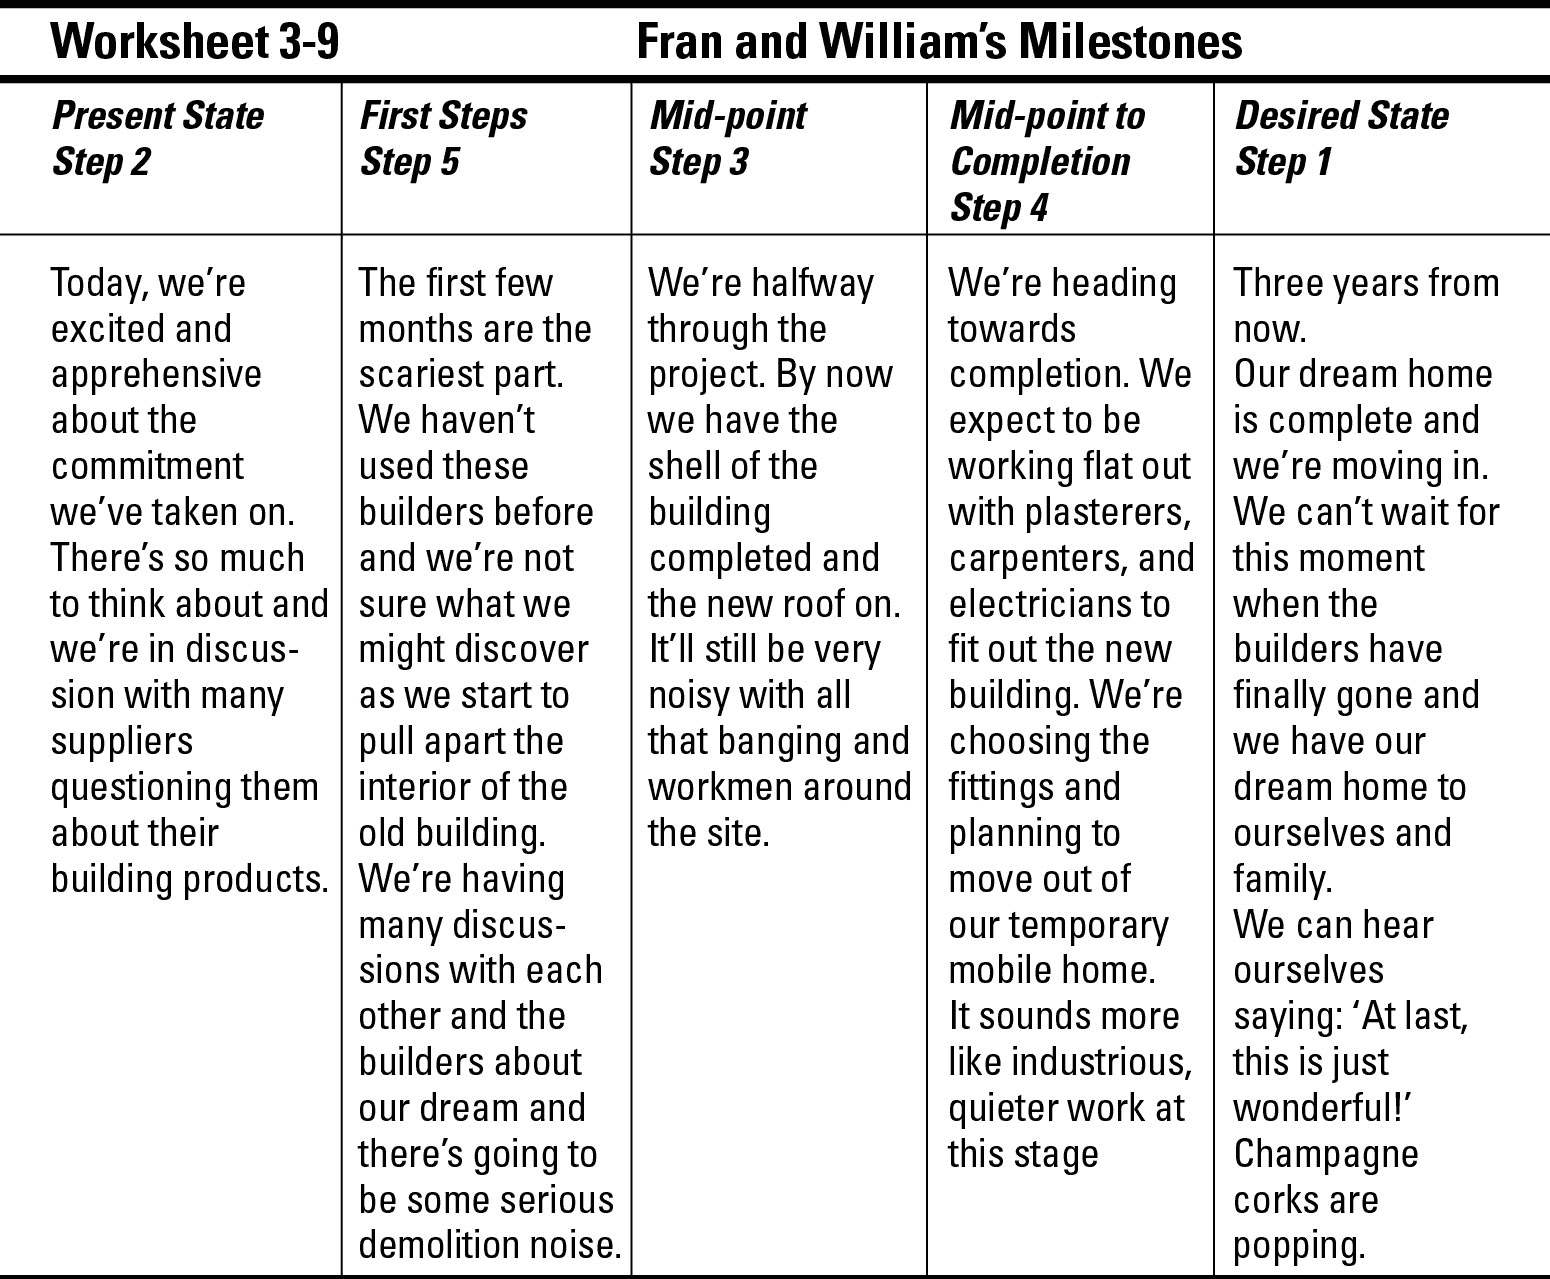 Worksheet 3-9
Fran and William’s Milestones
Present State
Step 2
First Steps
Step 5
Mid-point
Step 3
Mid-point to
Completion
Step 4
Desired State
Step 1
Today, we’re
excited and
apprehensive
about the
commitment
we’ve taken on.
There’s so much
to think about and
we’re in discus-
sion with many
suppliers
questioning them
about their
building products.
The first few
months are the
scariest part.
We haven’t
used these
builders before
and we’re not
sure what we
might discover
as we start to
pull apart the
interior of the
old building.
We’re having
many discus-
sions with each
other and the
builders about
our dream and
there’s going to
be some serious
demolition noise.
We’re halfway
through the
project. By now
we have the
shell of the
building
completed and
the new roof on.
It’ll still be very
noisy with all
that banging and
workmen around
the site.
We’re heading
towards
completion. We
expect to be
working flat out
with plasterers,
carpenters, and
electricians to
fit out the new
building. We’re
choosing the
fittings and
planning to
move out of
our temporary
mobile home.
It sounds more
like industrious,
quieter work at
this stage
Three years from
now.
Our dream home
is complete and
we’re moving in.
We can’t wait for
this moment
when the
builders have
finally gone and
we have our
dream home to
ourselves and
family.
We can hear
ourselves
saying: ‘At last,
this is just
wonderful!’
Champagne
corks are
popping.